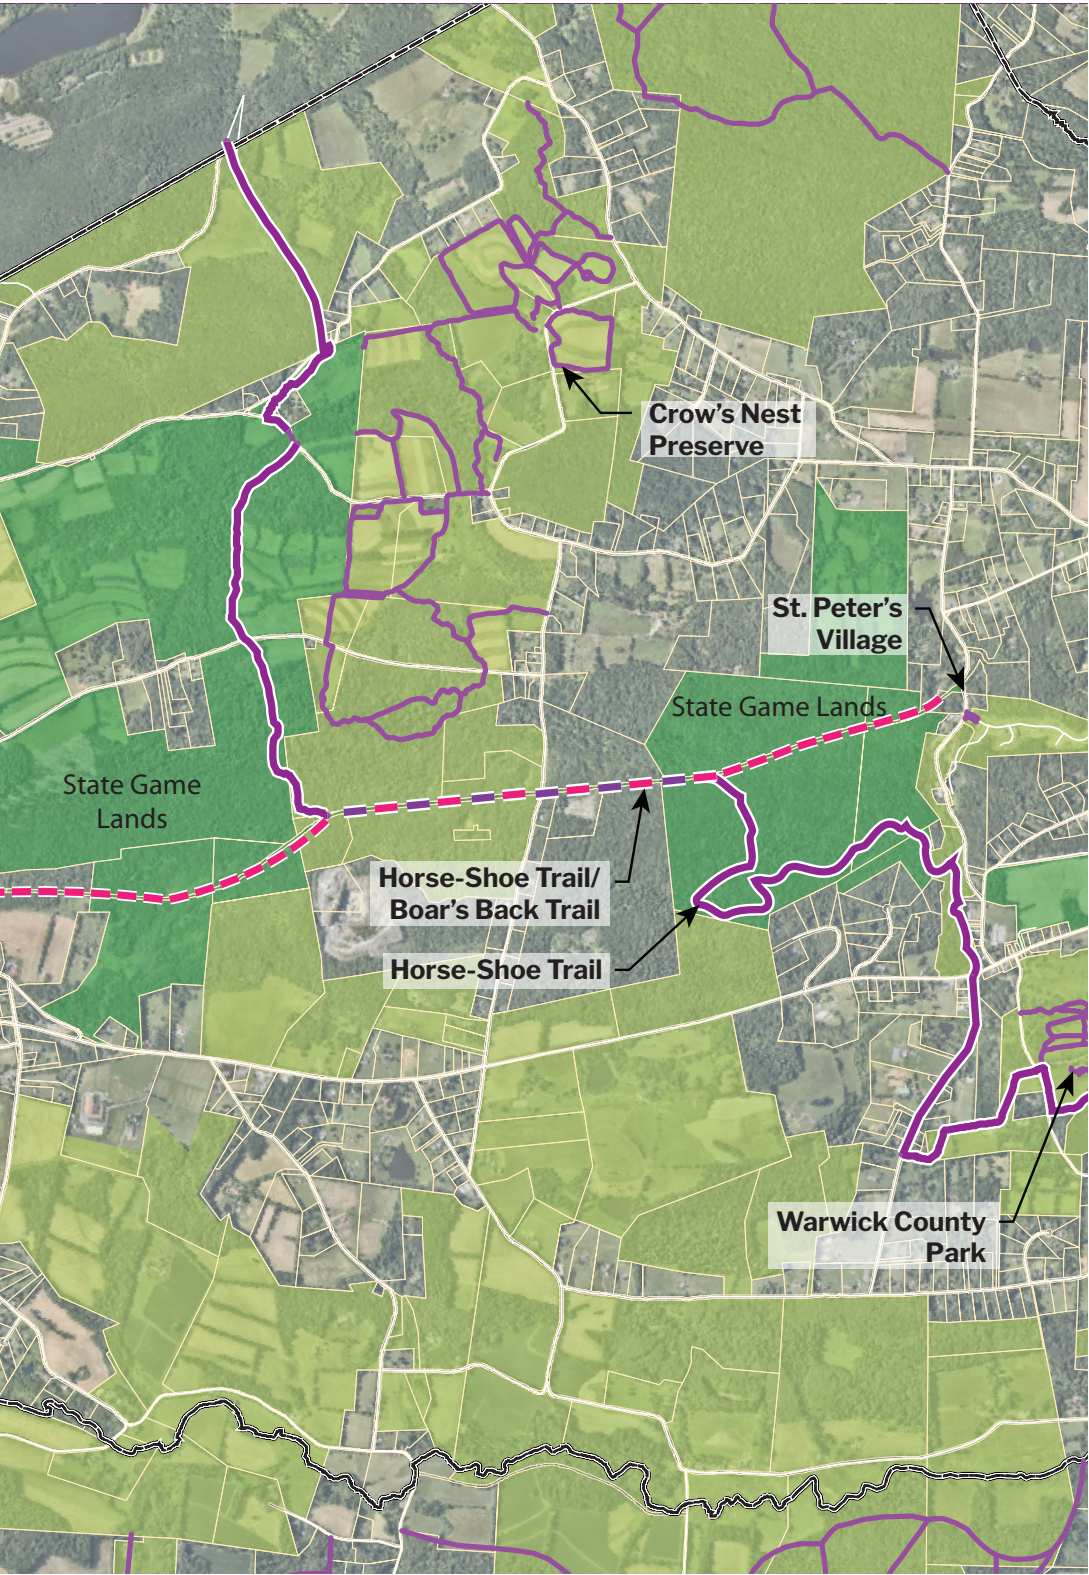 Crow's Nest
Preserve
St. Peter's
Village
State Game Lands
State Game
Lands
Horse-Shoe Trail/
Boar's Back Trail
Horse-Shoe Trail
Warwick County
Park